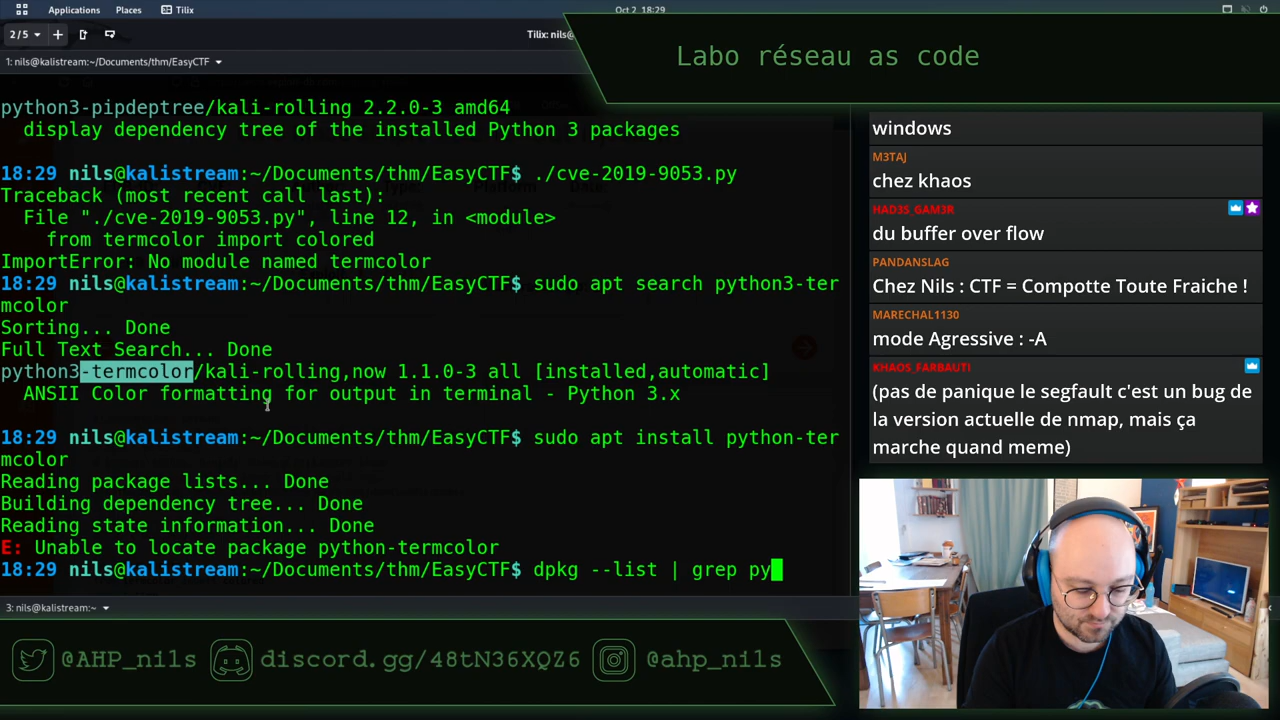 Applications Places Tilix
Oct 2 18:29
2/5
Tilix: nils@
1: nils@kalistream:~/Documents/thm/EasyCTF
Labo réseau as code
python3-pipdeptree/kali-rolling 2.2.0-3 amd64
display dependency tree of the installed Python 3 packages
18:29 nils@kalistream:~/Documents/thm/EasyCTF$ ./cve-2019-9053.py
Traceback (most recent call last):
File "./cve-2019-9053.py", line 12, in <module>
from termcolor import colored
ImportError: No module named termcolor
18:29 nils@kalistream:~/Documents/thm/EasyCTF$ sudo apt search python3-ter
mcolor
Sorting... Done
Full Text Search... Done
python3-termcolor/kali-rolling,now 1.1.0-3 all [installed,automatic]
ANSII Color formatting for output in terminal - Python 3.x
18:29 nils@kalistream:~/Documents/thm/EasyCTF$ sudo apt install python-ter
mcolor
Reading package lists... Done
Building dependency tree... Done
Reading state information... Done
E: Unable to locate package python-termcolor
18:29 nils@kalistream:~/Documents/thm/EasyCTF$ dpkg --list | grep py
3: nils@kalistream:~
windows
M3TAJ
chez khaos
HAD3S_GAM3R
du buffer over flow
PANDANSLAG
Chez Nils : CTF = Compotte Toute Fraiche !
MARECHAL1130
mode Agressive : -A
KHAOS_FARBAUTI
(pas de panique le segfault c'est un bug de
la version actuelle de nmap, mais ça
marche quand meme)
@AHP_nils
discord.gg/48tN36XQZ6
@ahp_nils